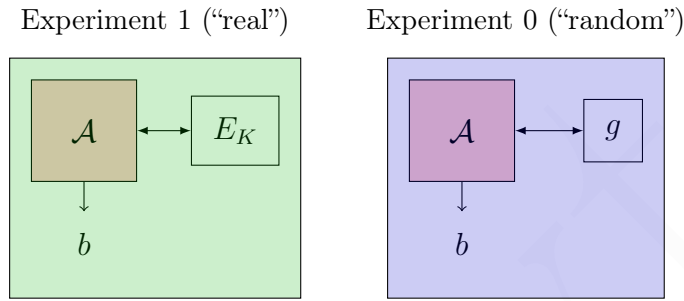 Experiment 1 (“real”)
Experiment 0 (“random”)
𝒜
E_K
b
𝒜
g
b